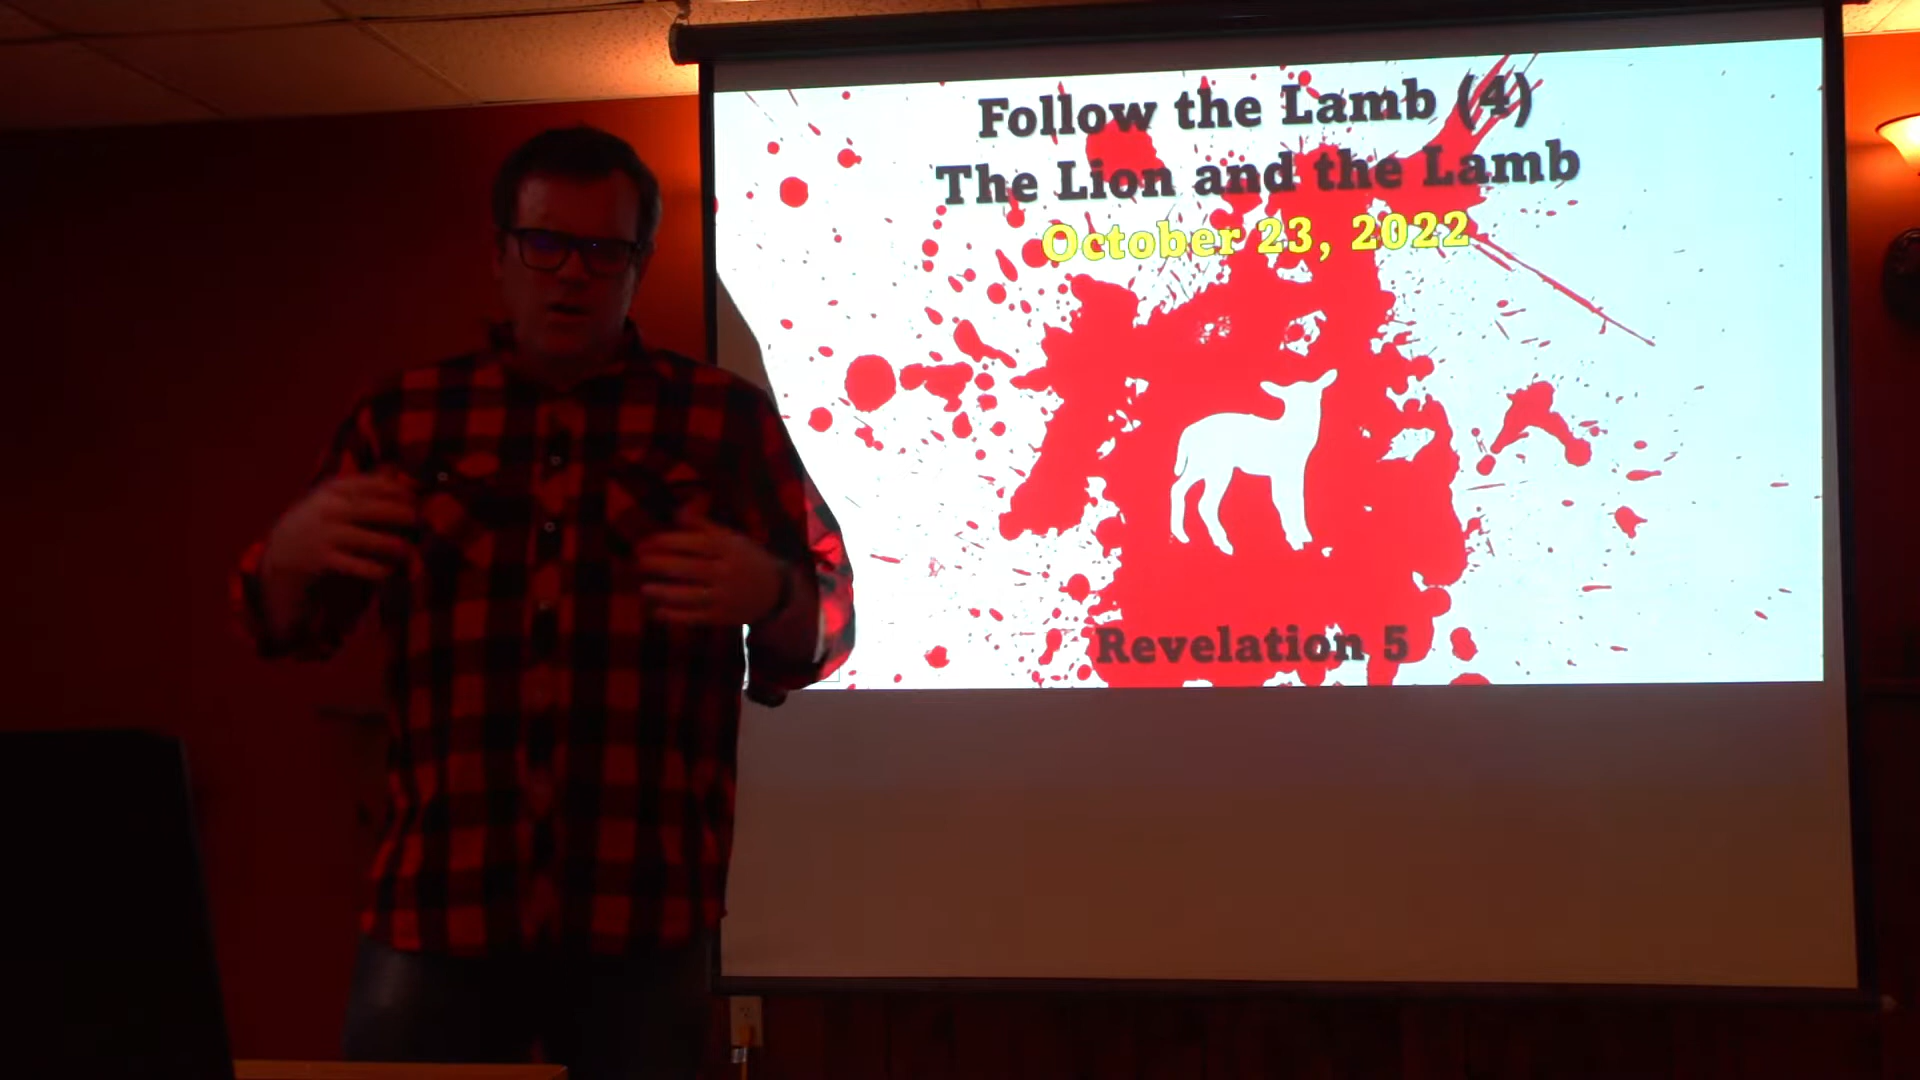 Follow the Lamb (4)
The Lion and the Lamb
October 23, 2022
Revelation 5